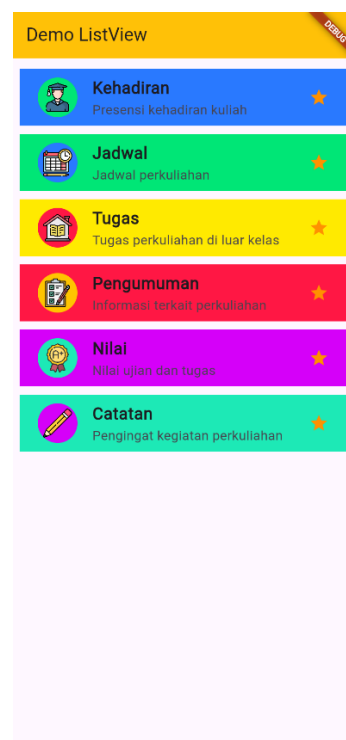 Demo ListView
DEBUG
Kehadiran
Presensi kehadiran kuliah
Jadwal
Jadwal perkuliahan
Tugas
Tugas perkuliahan di luar kelas
Pengumuman
Informasi terkait perkuliahan
A+
Nilai
Nilai ujian dan tugas
Catatan
Pengingat kegiatan perkuliahan